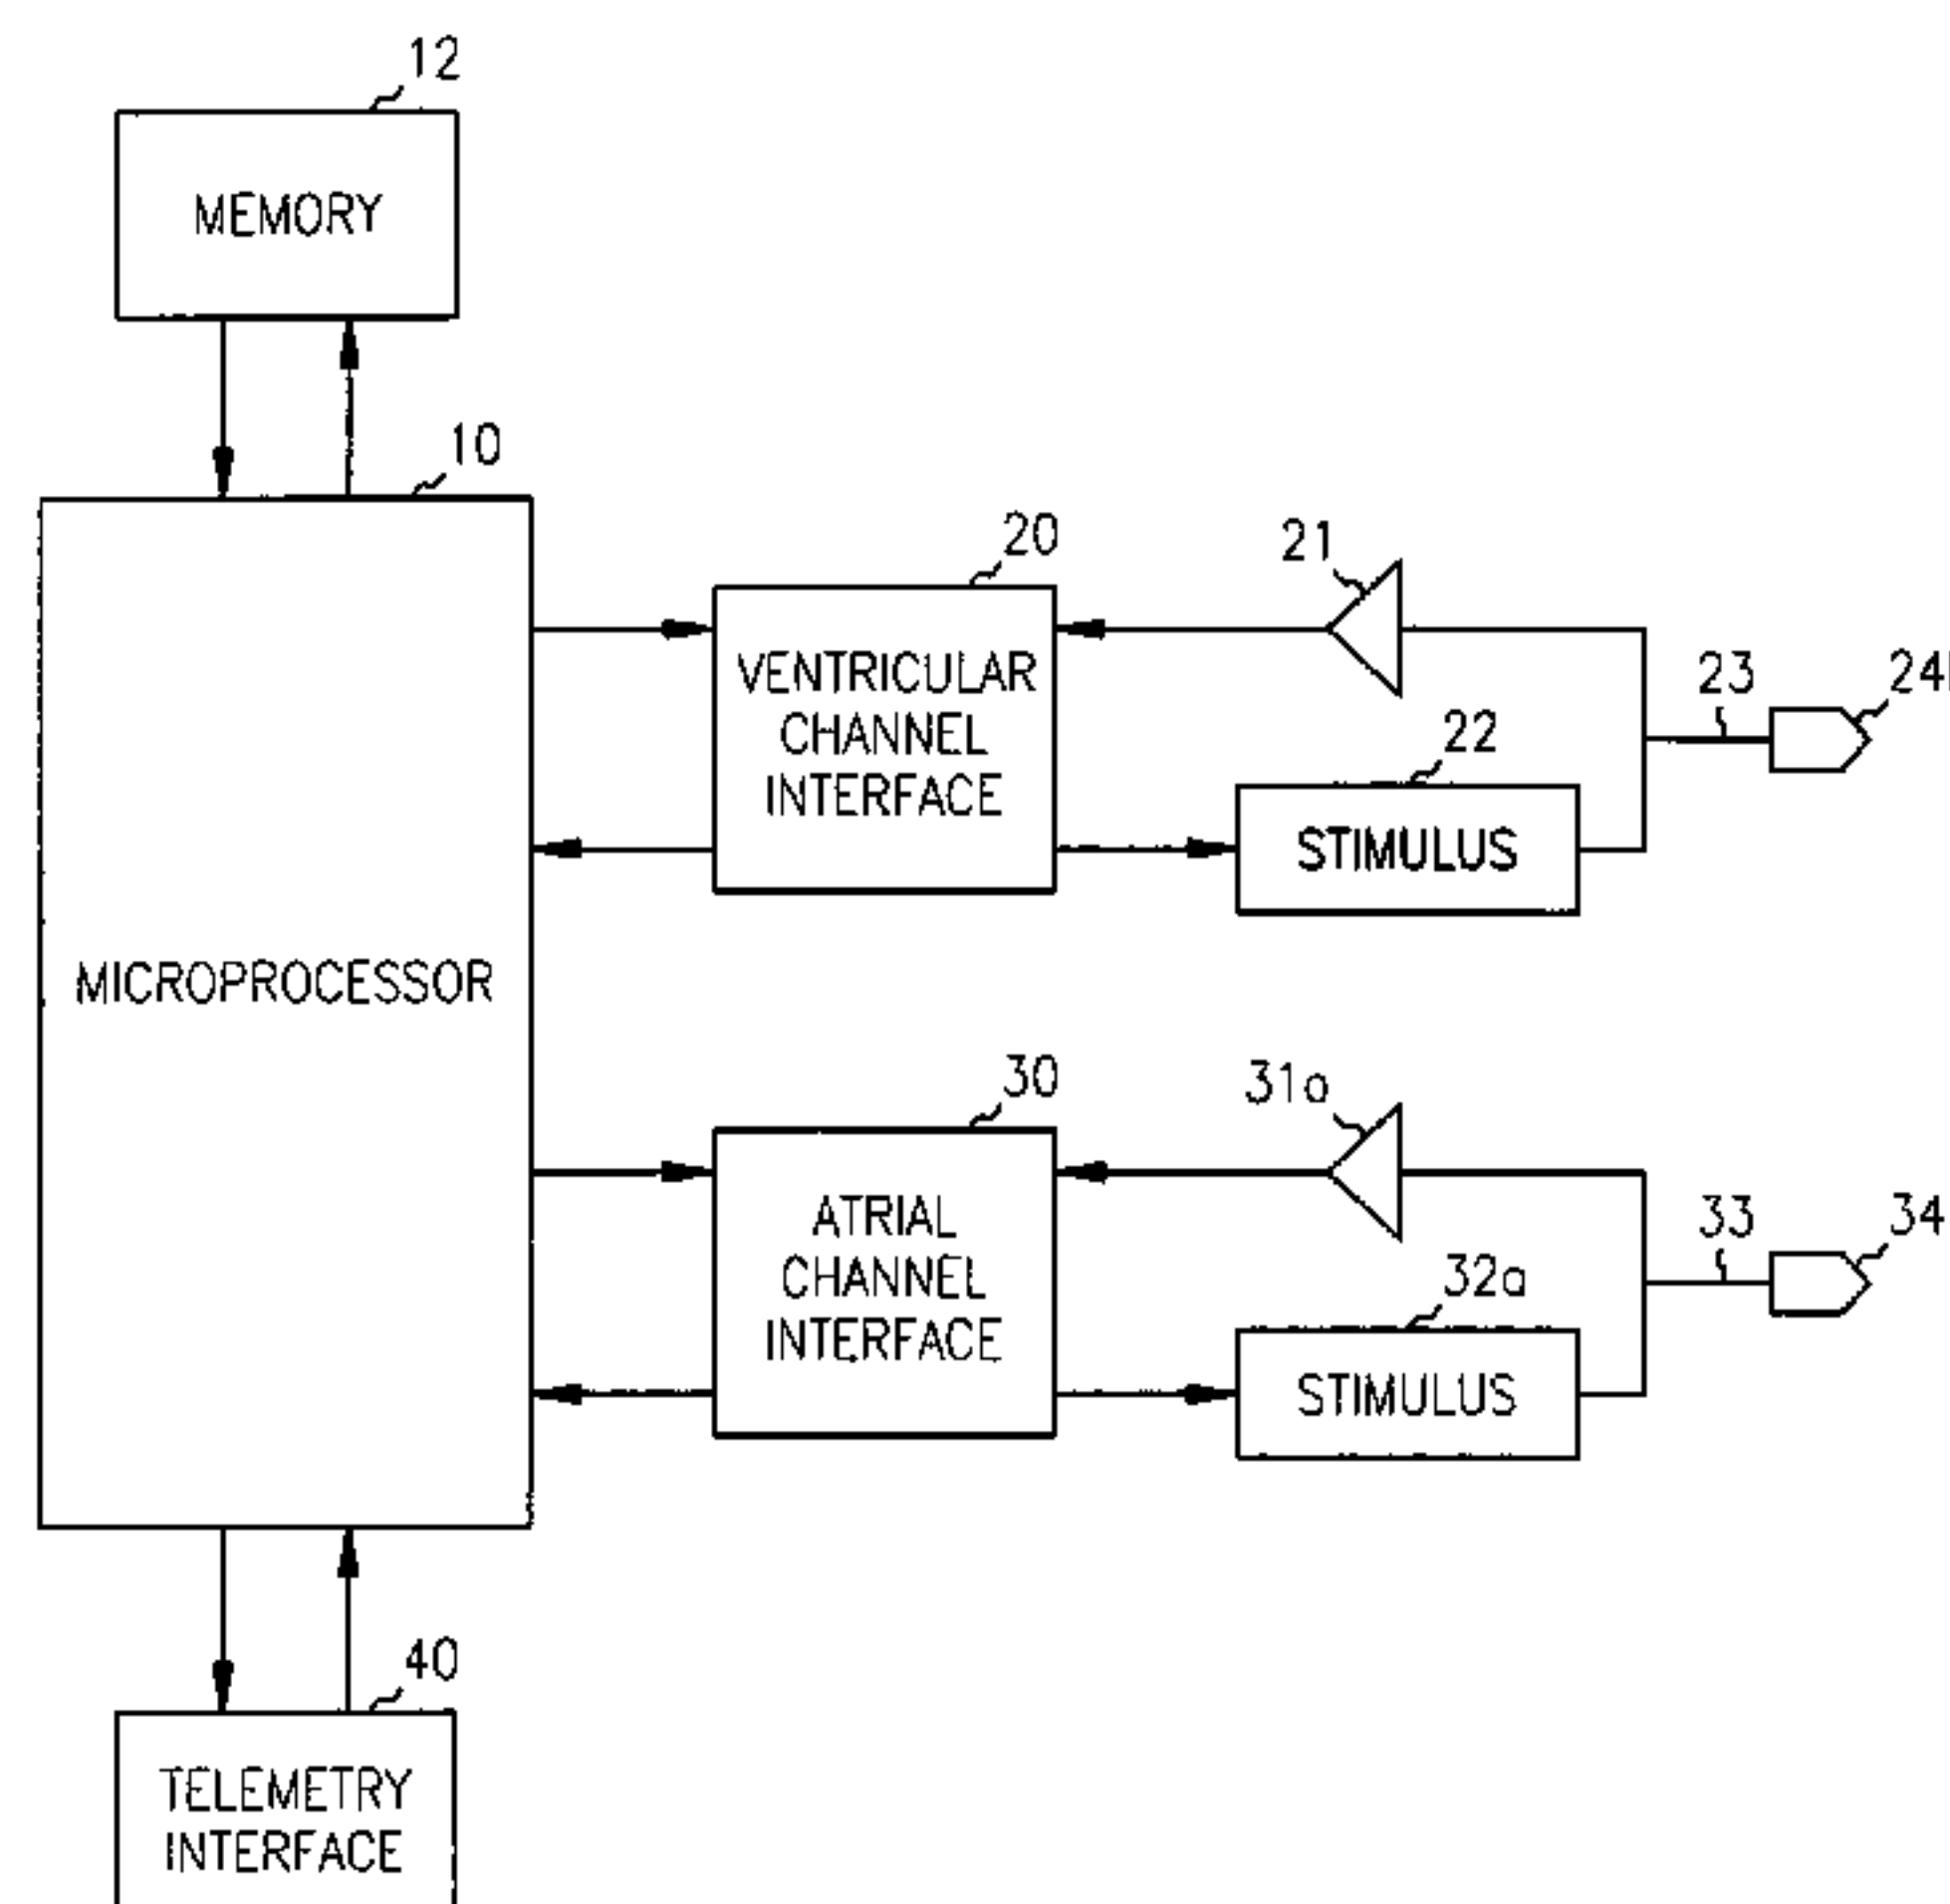 12
MEMORY
10
20
21
VENTRICULAR
CHANNEL
INTERFACE
23
24
22
STIMULUS
MICROPROCESSOR
30
31a
ATRIAL
CHANNEL
INTERFACE
33
34
32a
STIMULUS
40
TELEMETRY
INTERFACE